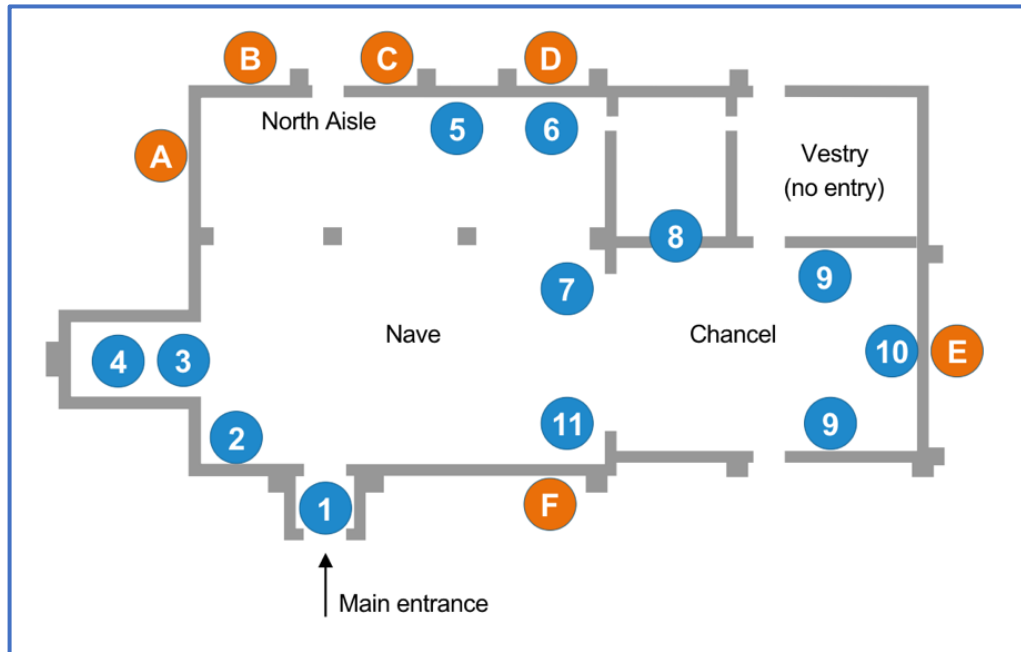 B
C
D
North Aisle
5
6
A
Vestry
(no entry)
8
7
9
Nave
Chancel
4
3
10
E
2
11
9
F
1
Main entrance